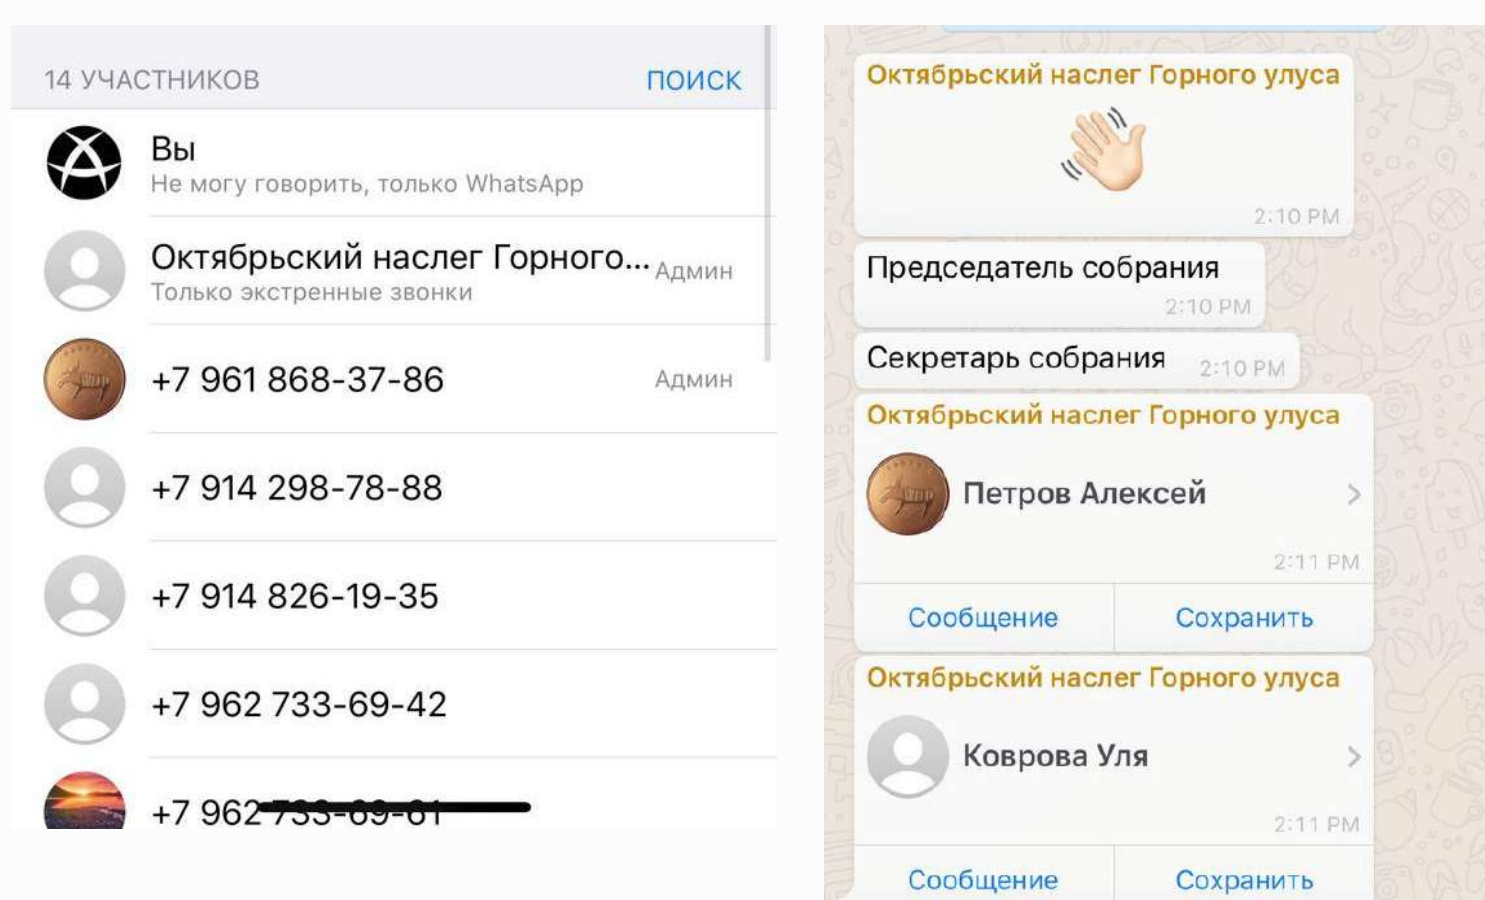 14 УЧАСТНИКОВ
ПОИСК
Вы
Не могу говорить, только WhatsApp
Октябрьский наслег Горного...
Админ
Только экстренные звонки
+7 961 868-37-86
Админ
+7 914 298-78-88
+7 914 826-19-35
+7 962 733-69-42
+7 962
Октябрьский наслег Горного улуса
2:10 PM
Председатель собрания
2:10 PM
Секретарь собрания
2:10 PM
Октябрьский наслег Горного улуса
Петров Алексей
2:11 PM
Сообщение
Сохранить
Октябрьский наслег Горного улуса
Коврова Уля
2:11 PM
Сообщение
Сохранить